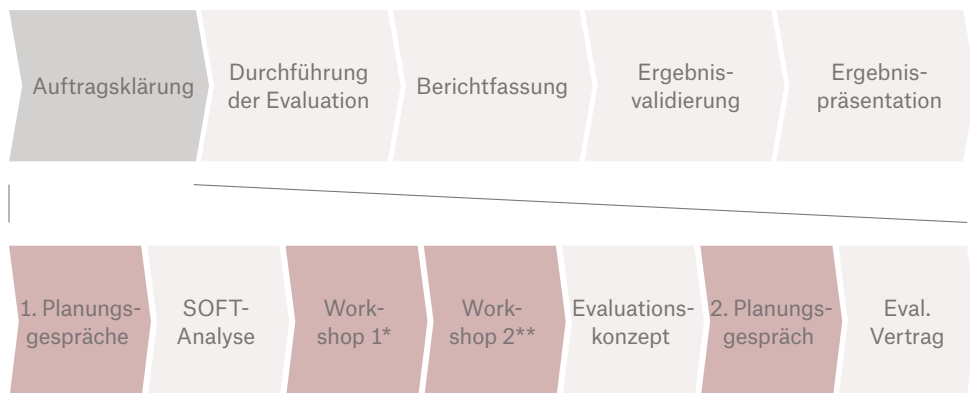 Auftragsklärung
Durchführung
der Evaluation
Berichtfassung
Ergebnis-
validierung
Ergebnis-
präsentation
1. Planungs-
gespräche
SOFT-
Analyse
Work-
shop 1*
Work-
shop 2**
Evaluations-
konzept
2. Planungs-
gespräch
Eval.
Vertrag